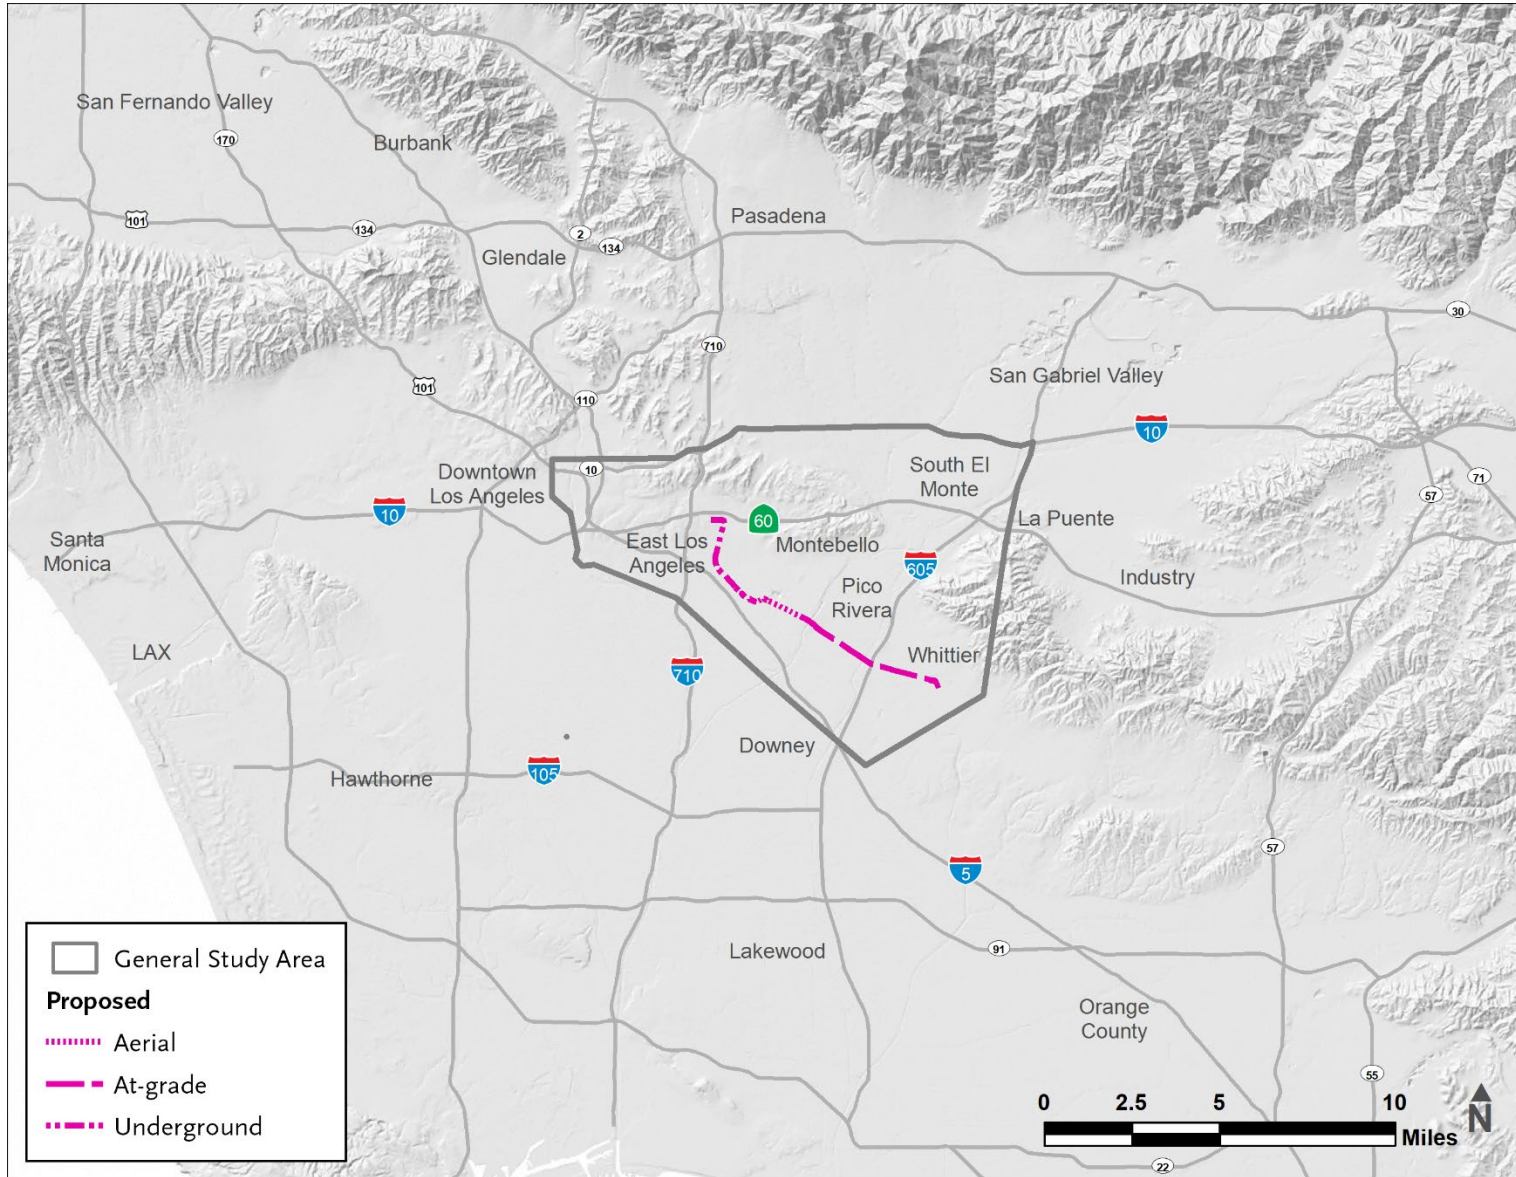 San Fernando Valley
170
Burbank
101
134
Pasadena
2
134
Glendale
30
710
San Gabriel Valley
101
110
10
Downtown
Los Angeles
10
South El
Monte
71
57
10
60
La Puente
Santa
Monica
East Los
Angeles
Montebello
605
Industry
Pico
Rivera
LAX
Whittier
710
Downey
105
Hawthorne
57
5
Lakewood
91
Orange
County
55
22
General Study Area
Proposed
Aerial
At-grade
Underground
0 2.5 5 10
Miles
N